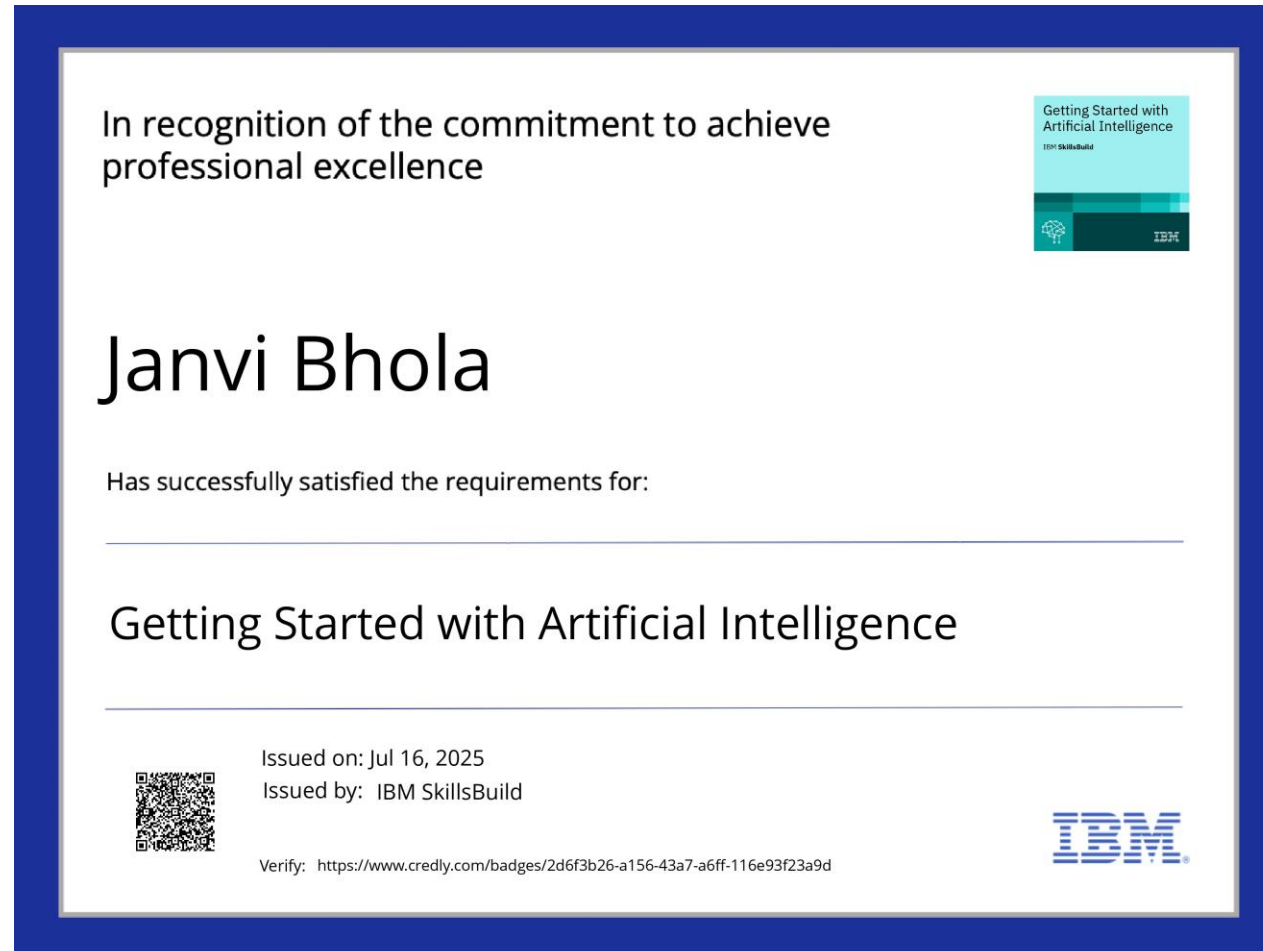 In recognition of the commitment to achieve
professional excellence
Getting Started with
Artificial Intelligence
IBM SkillsBuild
IBM
Janvi Bhola
Has successfully satisfied the requirements for:
Getting Started with Artificial Intelligence
Issued on: Jul 16, 2025
Issued by: IBM SkillsBuild
Verify: https://www.credly.com/badges/2d6f3b26-a156-43a7-a6ff-116e93f23a9d
IBM®